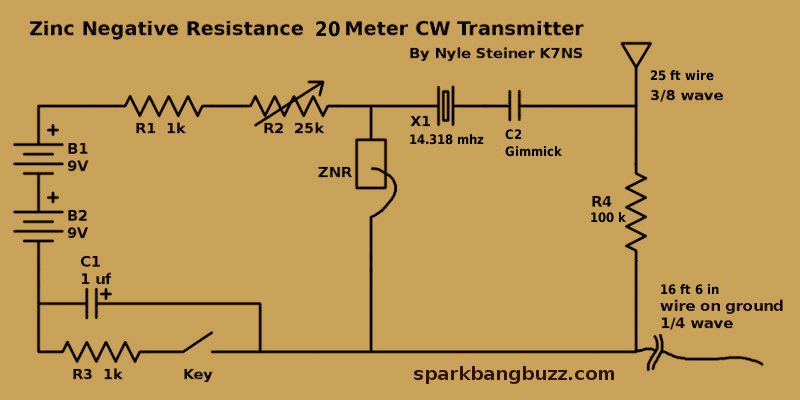 Zinc Negative Resistance 20 Meter CW Transmitter
By Nyle Steiner K7NS
25 ft wire
3/8 wave
R1 1k
R2 25k
X1
14.318 mhz
C2
Gimmick
+
B1
9V
ZNR
+
B2
9V
R4
100 k
C1
1 uf
+
16 ft 6 in
wire on ground
1/4 wave
R3 1k
Key
sparkbangbuzz.com